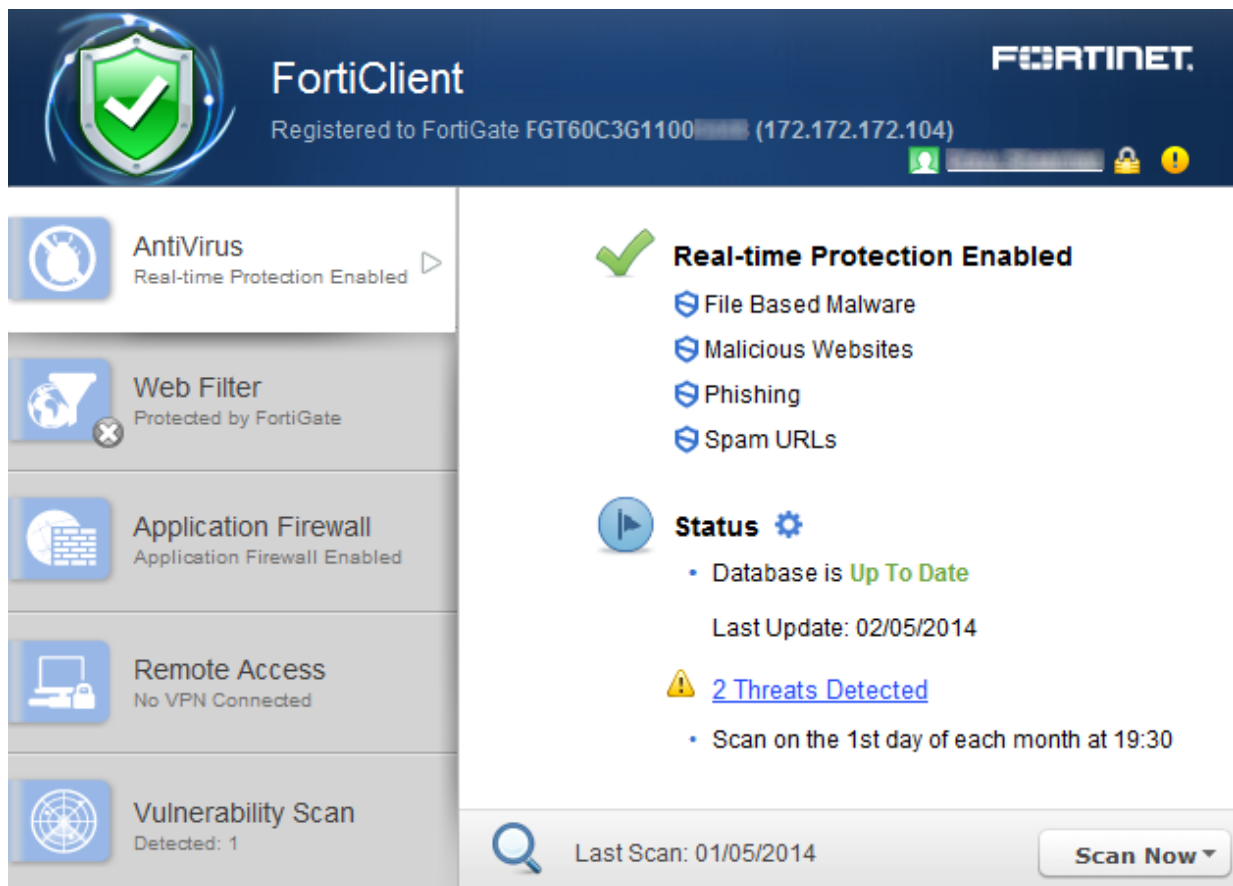 FortiClient
FORTINET.
Registered to FortiGate FGT60C3G1100 (172.172.172.104)
AntiVirus
Real-time Protection Enabled
Web Filter
Protected by FortiGate
Application Firewall
Application Firewall Enabled
Remote Access
No VPN Connected
Vulnerability Scan
Detected: 1
Real-time Protection Enabled
File Based Malware
Malicious Websites
Phishing
Spam URLs
Status
• Database is Up To Date
Last Update: 02/05/2014
2 Threats Detected
• Scan on the 1st day of each month at 19:30
Last Scan: 01/05/2014
Scan Now